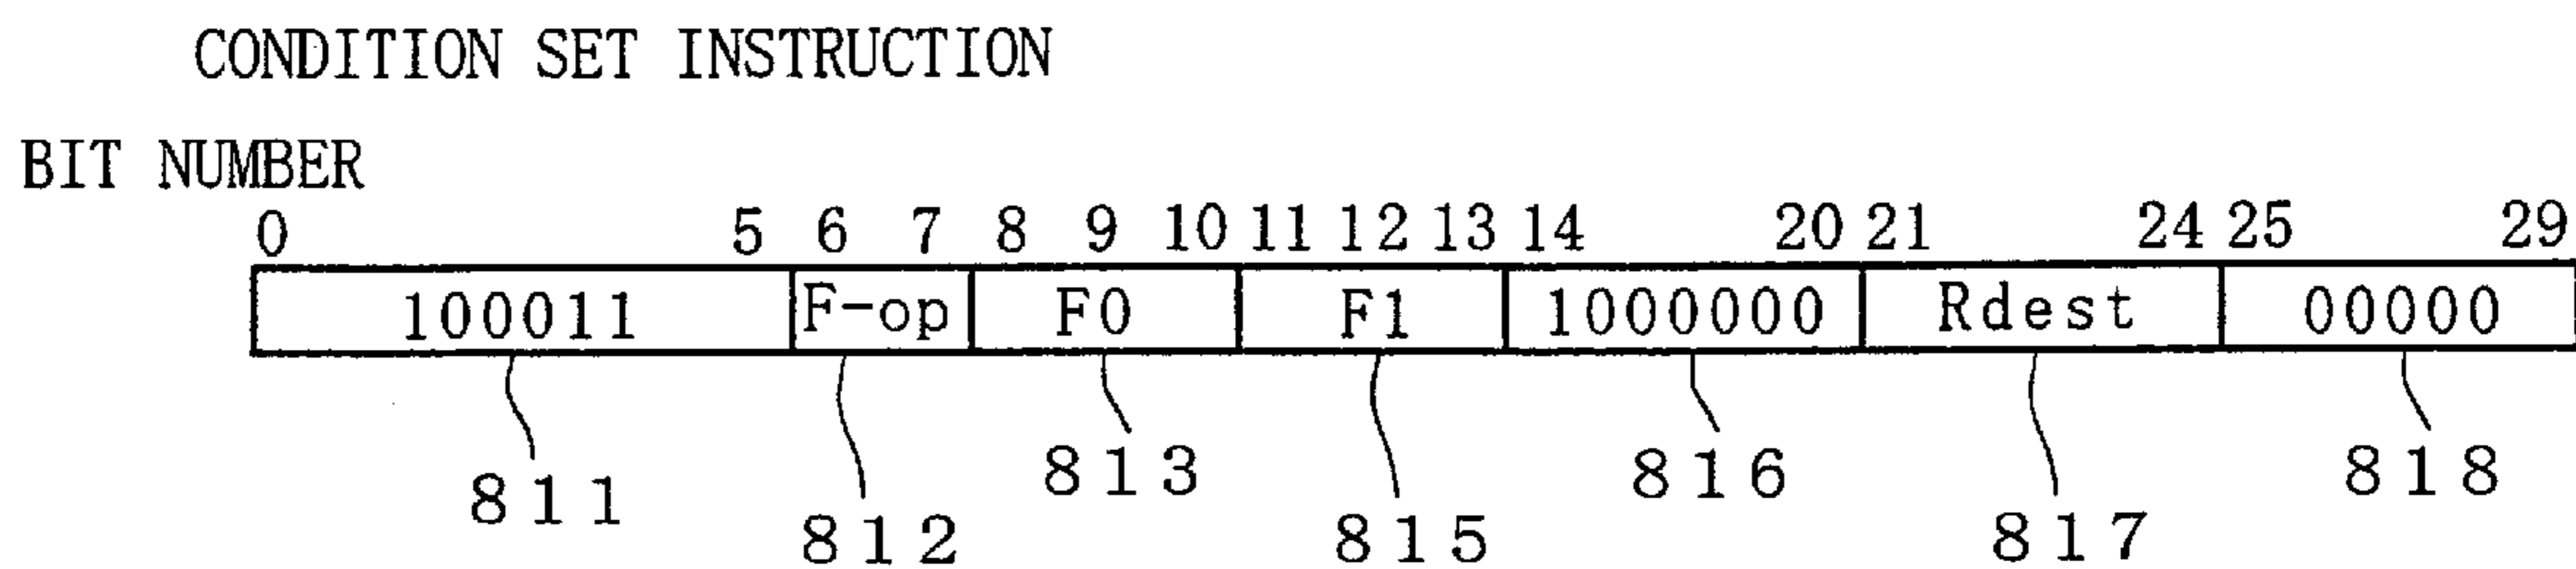 CONDITION SET INSTRUCTION
BIT NUMBER
0 5 6 7 8 9 10 11 12 13 14 20 21 24 25 29
100011 F-op F0 F1 1000000 Rdest 00000
811 812 813 815 816 817 818